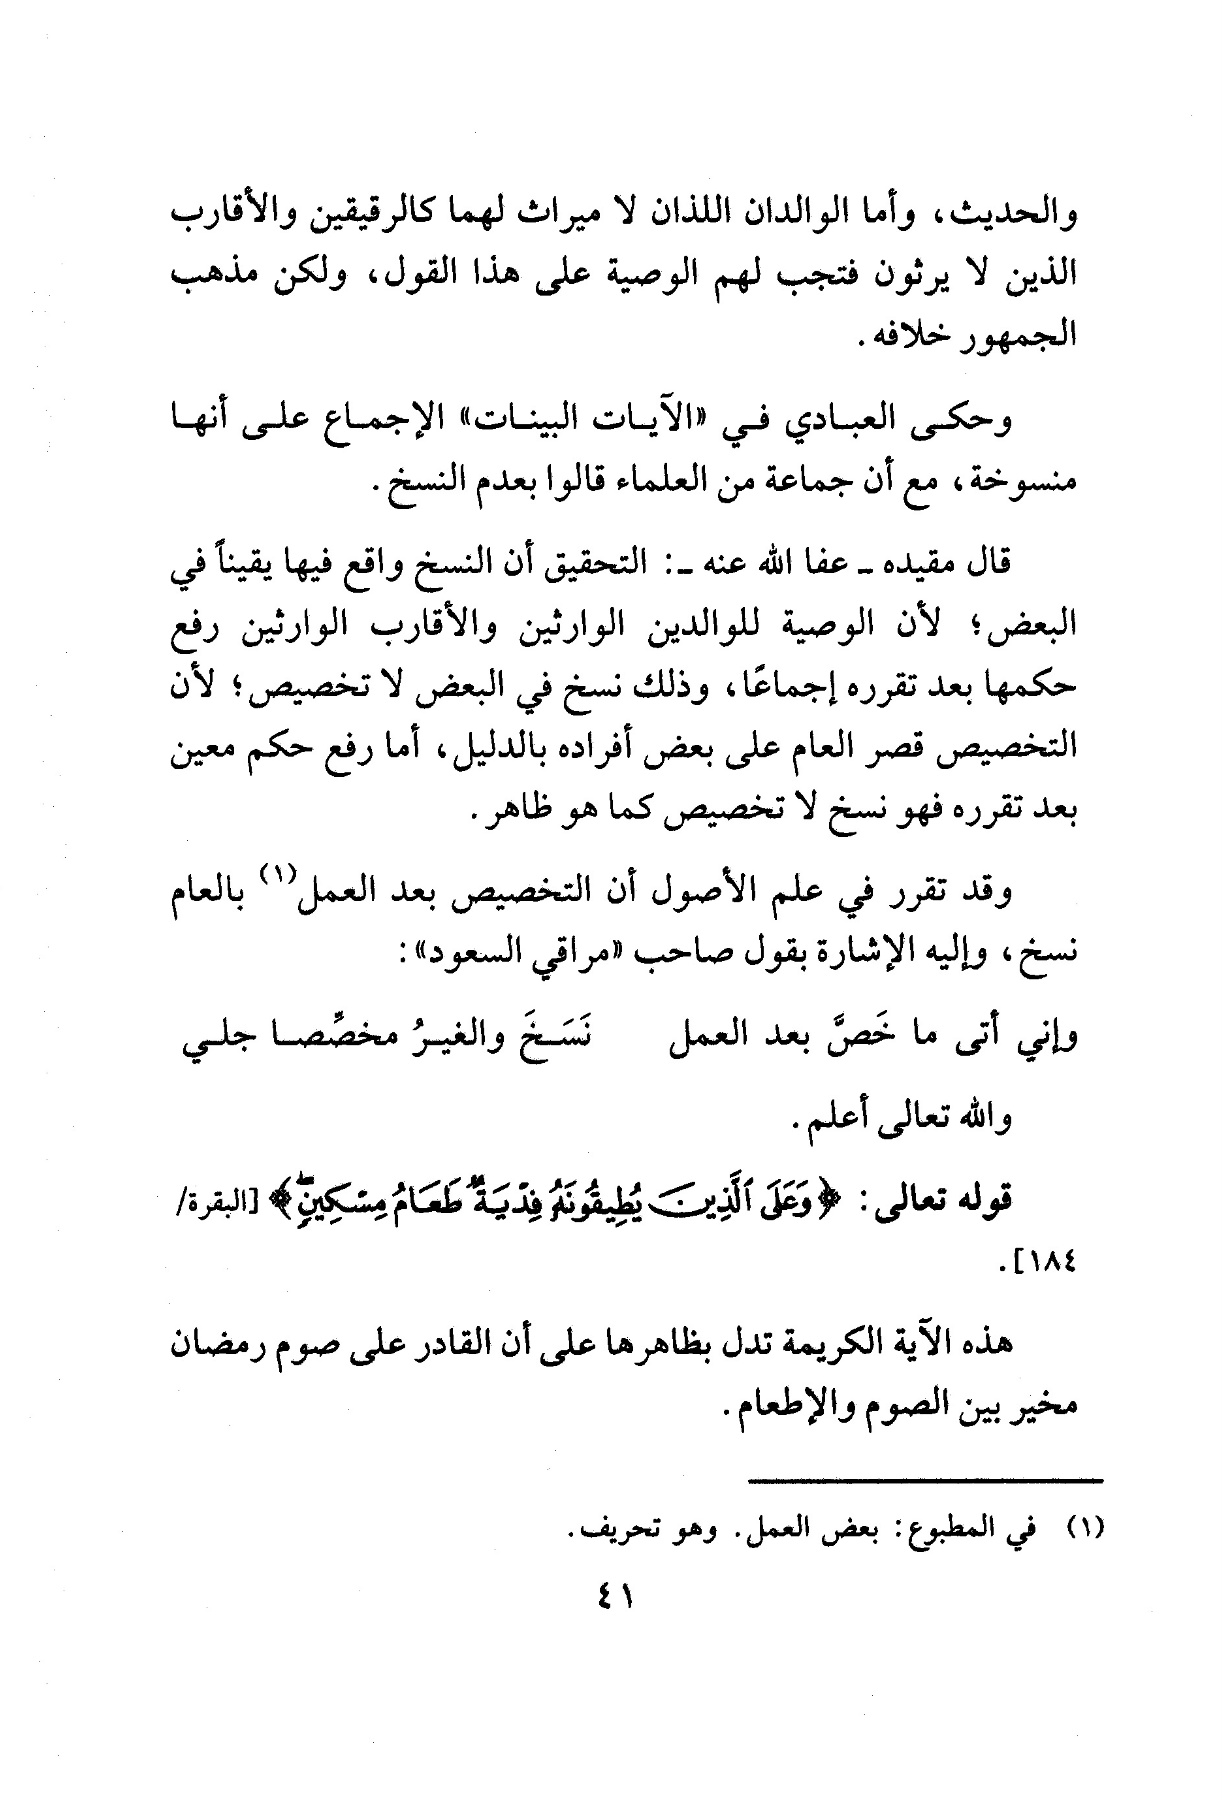 والحديث، وأما الوالدان اللذان لا ميراث لهما كالرقيقين والأقارب
الذين لا يرثون فتجب لهم الوصية على هذا القول، ولكن مذهب
الجمهور خلافه.
وحكى العبادي في «الآيات البينات» الإجماع على أنها
منسوخة، مع أن جماعة من العلماء قالوا بعدم النسخ.
قال مقيده ـ عفا الله عنه ـ: التحقيق أن النسخ واقع فيها يقيناً في
البعض؛ لأن الوصية للوالدين الوارثين والأقارب الوارثين رفع
حكمها بعد تقرره إجماعًا، وذلك نسخ في البعض لا تخصيص؛ لأن
التخصيص قصر العام على بعض أفراده بالدليل، أما رفع حكم معين
بعد تقرره فهو نسخ لا تخصيص كما هو ظاهر.
وقد تقرر في علم الأصول أن التخصيص بعد العمل(١) بالعام
نسخ، وإليه الإشارة بقول صاحب «مراقي السعود»:
وإني أتى ما خَصَّ بعد العمل نَسَخَ والغيرُ مخصِّصا جلي
والله تعالى أعلم.
قوله تعالى: ﴿وَعَلَى ٱلَّذِينَ يُطِيقُونَهُۥ فِدْيَةٌ طَعَامُ مِسْكِينٍۖ﴾ [البقرة/
١٨٤].
هذه الآية الكريمة تدل بظاهرها على أن القادر على صوم رمضان
مخير بين الصوم والإطعام.
(١) في المطبوع: بعض العمل. وهو تحريف.
٤١